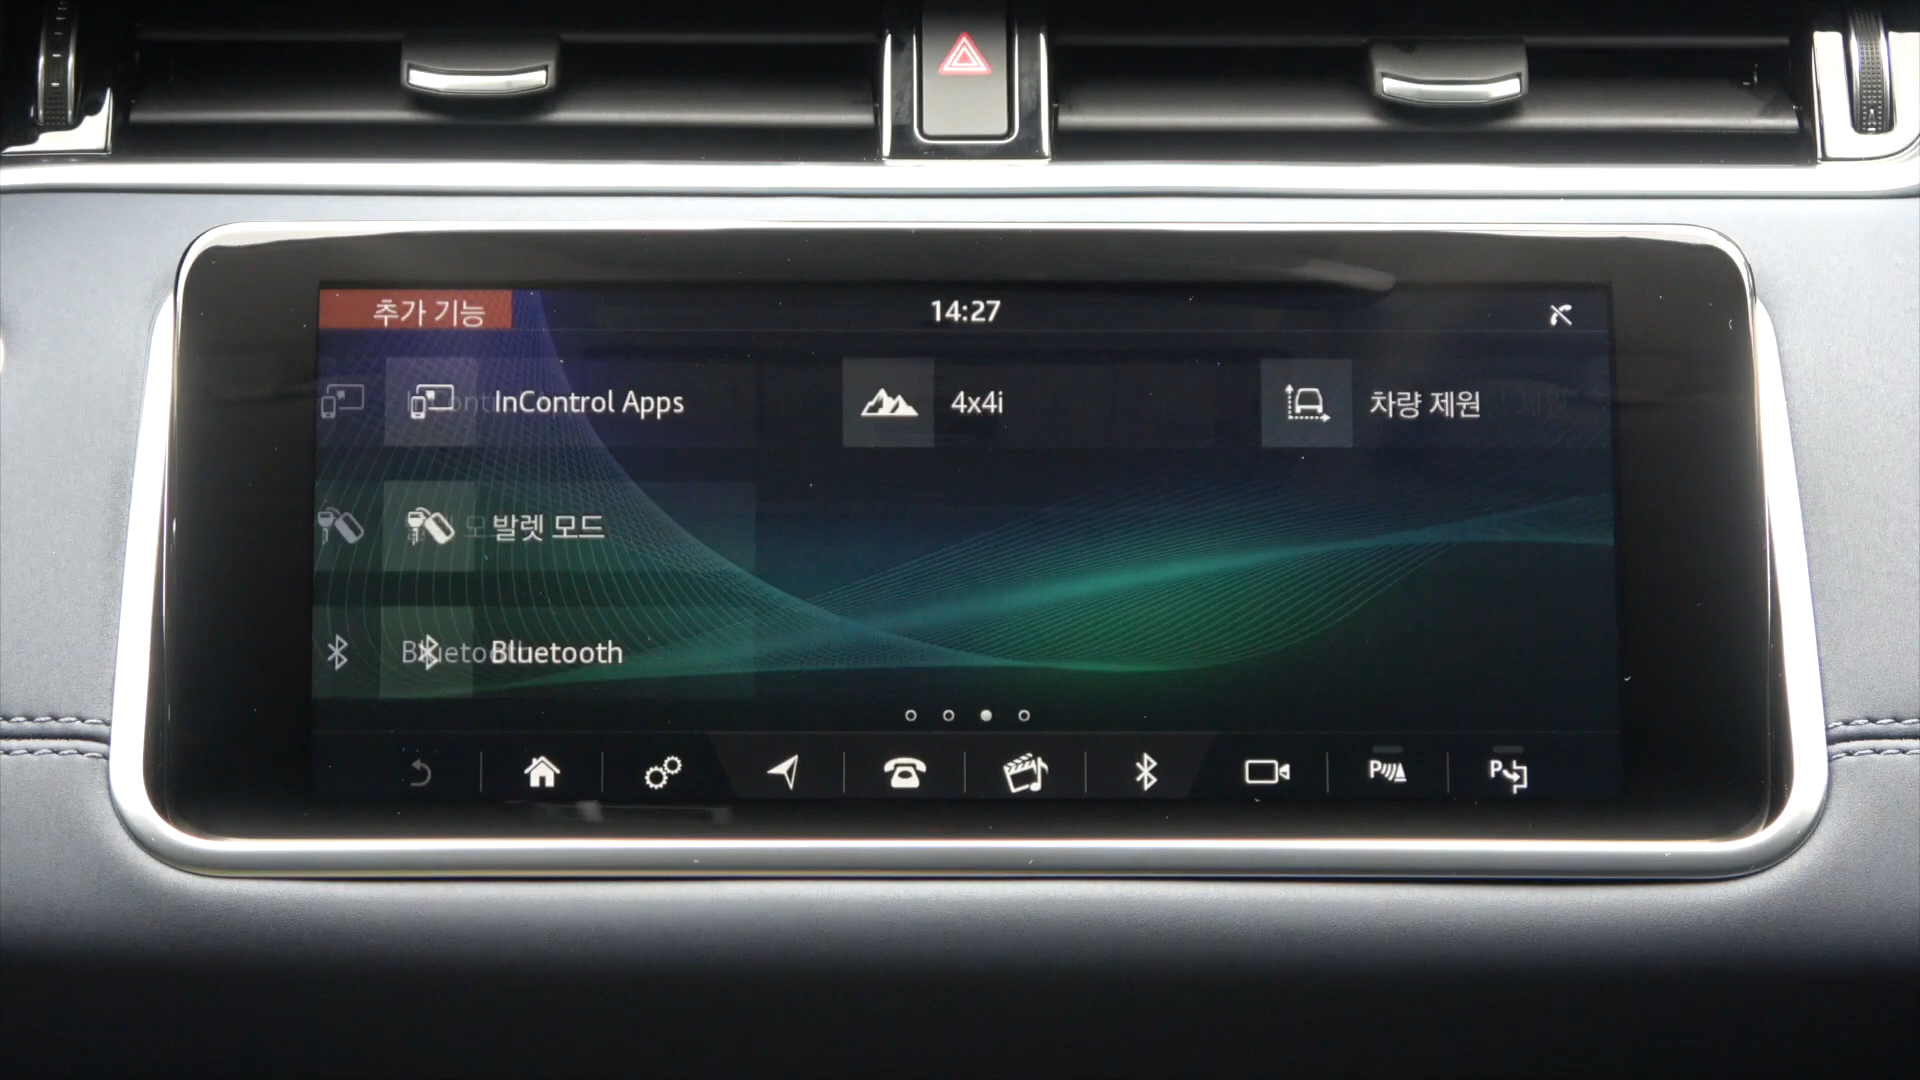 추가 기능
14:27
InControl Apps
4x4i
차량 제원
발렛 모드
Bluetooth